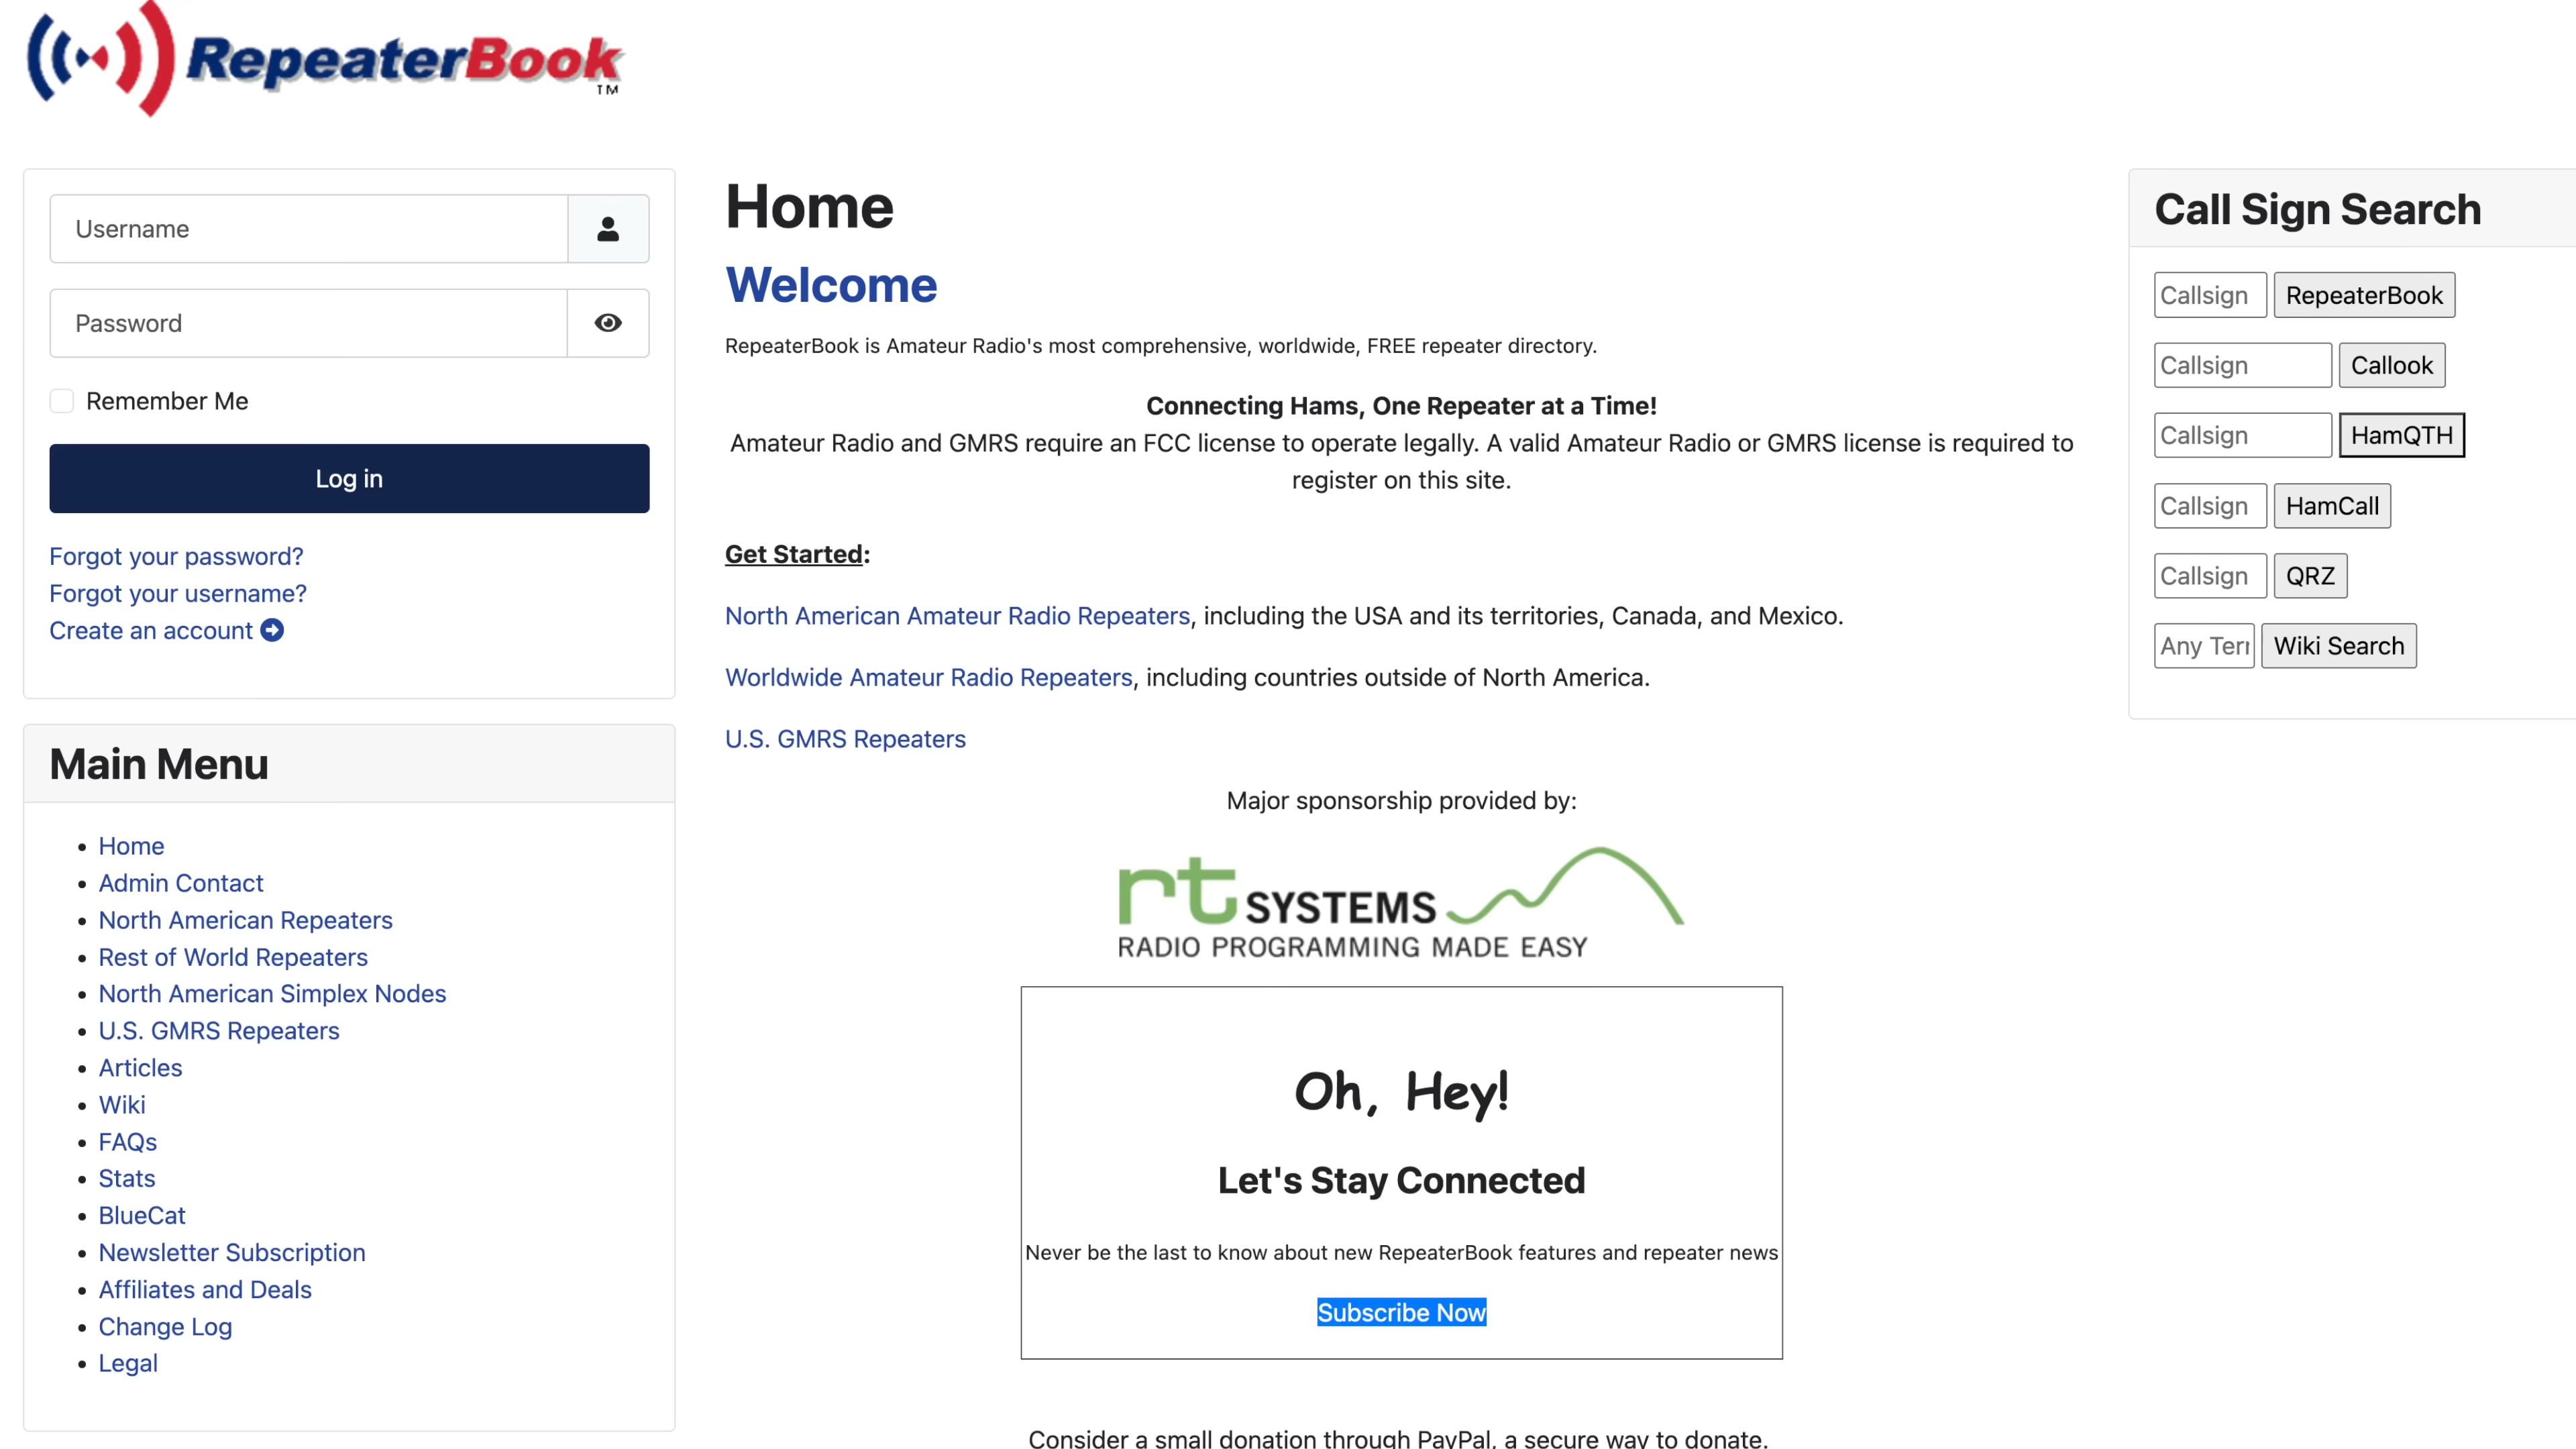 RepeaterBook
TM
Username
Password
Remember Me
Log in
Forgot your password?
Forgot your username?
Create an account
Main Menu
Home
Admin Contact
North American Repeaters
Rest of World Repeaters
North American Simplex Nodes
U.S. GMRS Repeaters
Articles
Wiki
FAQs
Stats
BlueCat
Newsletter Subscription
Affiliates and Deals
Change Log
Legal
Home
Welcome
RepeaterBook is Amateur Radio's most comprehensive, worldwide, FREE repeater directory.
Connecting Hams, One Repeater at a Time!
Amateur Radio and GMRS require an FCC license to operate legally. A valid Amateur Radio or GMRS license is required to
register on this site.
Get Started:
North American Amateur Radio Repeaters, including the USA and its territories, Canada, and Mexico.
Worldwide Amateur Radio Repeaters, including countries outside of North America.
U.S. GMRS Repeaters
Major sponsorship provided by:
rt SYSTEMS
RADIO PROGRAMMING MADE EASY
Oh, Hey!
Let's Stay Connected
Never be the last to know about new RepeaterBook features and repeater news
Subscribe Now
Consider a small donation through PayPal, a secure way to donate.
Call Sign Search
Callsign RepeaterBook
Callsign Callook
Callsign HamQTH
Callsign HamCall
Callsign QRZ
Any Wiki Search